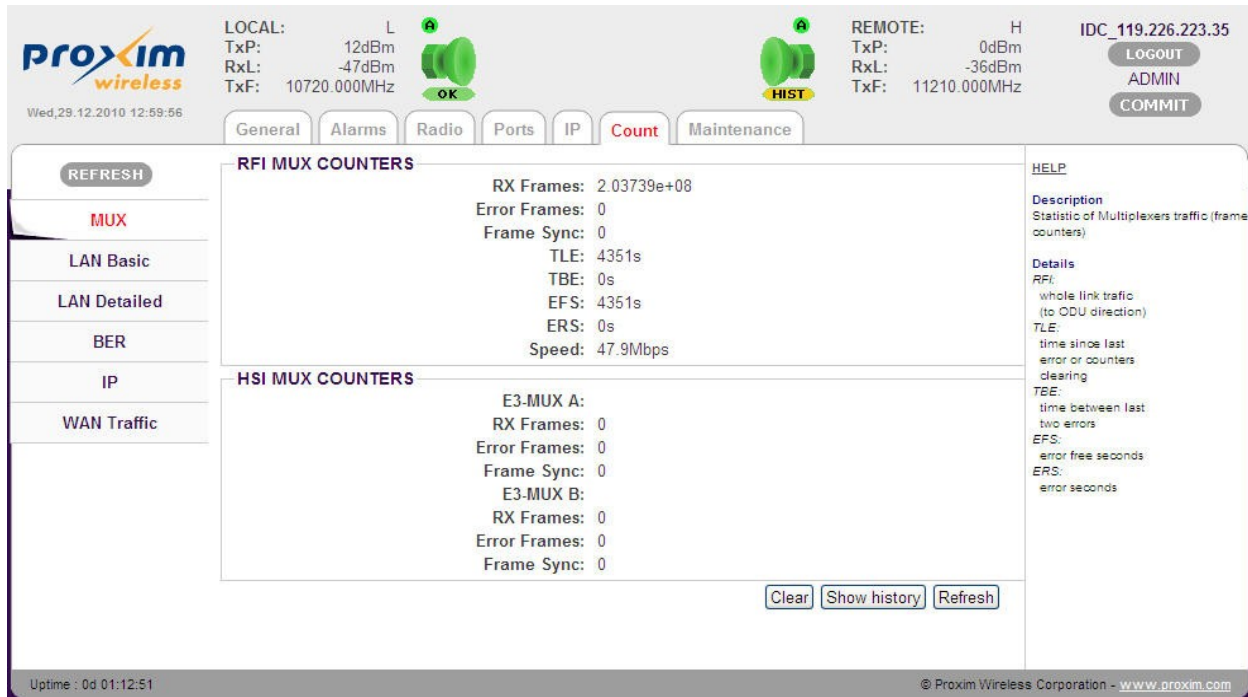 proxim
wireless
Wed,29.12.2010 12:59:56
LOCAL: L
TxP: 12dBm
RxL: -47dBm
TxF: 10720.000MHz
A
OK
A
HIST
REMOTE: H
TxP: 0dBm
RxL: -36dBm
TxF: 11210.000MHz
IDC_119.226.223.35
LOGOUT
ADMIN
COMMIT
General Alarms Radio Ports IP Count Maintenance
REFRESH
MUX
LAN Basic
LAN Detailed
BER
IP
WAN Traffic
RFI MUX COUNTERS
RX Frames: 2.03739e+08
Error Frames: 0
Frame Sync: 0
TLE: 4351s
TBE: 0s
EFS: 4351s
ERS: 0s
Speed: 47.9Mbps
HSI MUX COUNTERS
E3-MUX A:
RX Frames: 0
Error Frames: 0
Frame Sync: 0
E3-MUX B:
RX Frames: 0
Error Frames: 0
Frame Sync: 0
Clear Show history Refresh
HELP
Description
Statistic of Multiplexers traffic (frame
counters)
Details
RFI:
whole link trafic
(to ODU direction)
TLE:
time since last
error or counters
clearing
TBE:
time between last
two errors
EFS:
error free seconds
ERS:
error seconds
Uptime : 0d 01:12:51
© Proxim Wireless Corporation - www.proxim.com